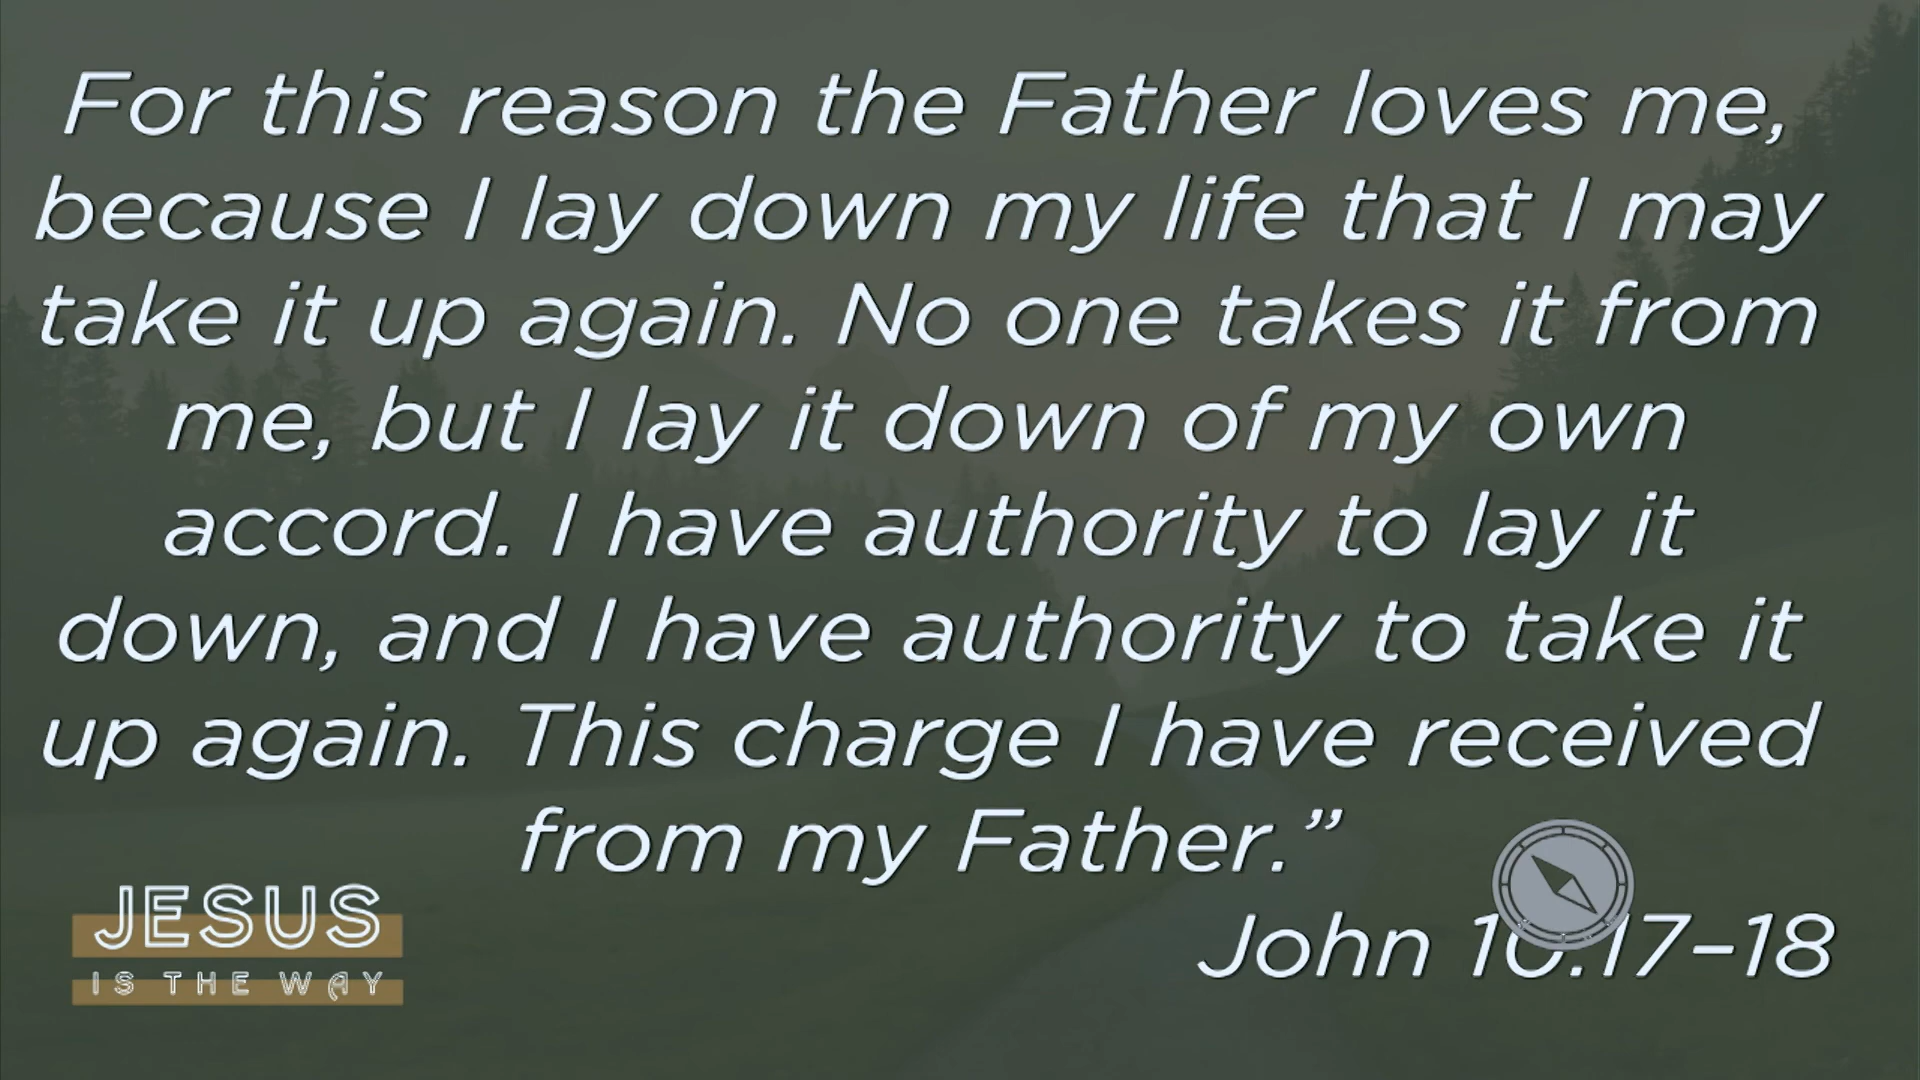 For this reason the Father loves me,
because I lay down my life that I may
take it up again. No one takes it from
me, but I lay it down of my own
accord. I have authority to lay it
down, and I have authority to take it
up again. This charge I have received
from my Father.”
JESUS
IS THE WAY
John 10:17–18